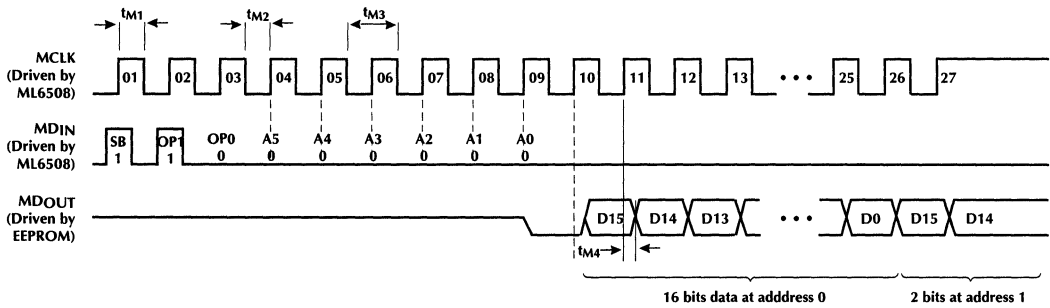 tM1 tM2 tM3
MCLK
(Driven by
ML6508)
01 02 03 04 05 06 07 08 09 10 11 12 13 • • • 25 26 27
MDIN
(Driven by
ML6508)
SB OP1 OP0 A5 A4 A3 A2 A1 A0
1 1 0 0 0 0 0 0 0
MDOUT
(Driven by
EEPROM)
D15 D14 D13 • • • D0 D15 D14
tM4
16 bits data at adddress 0 2 bits at address 1